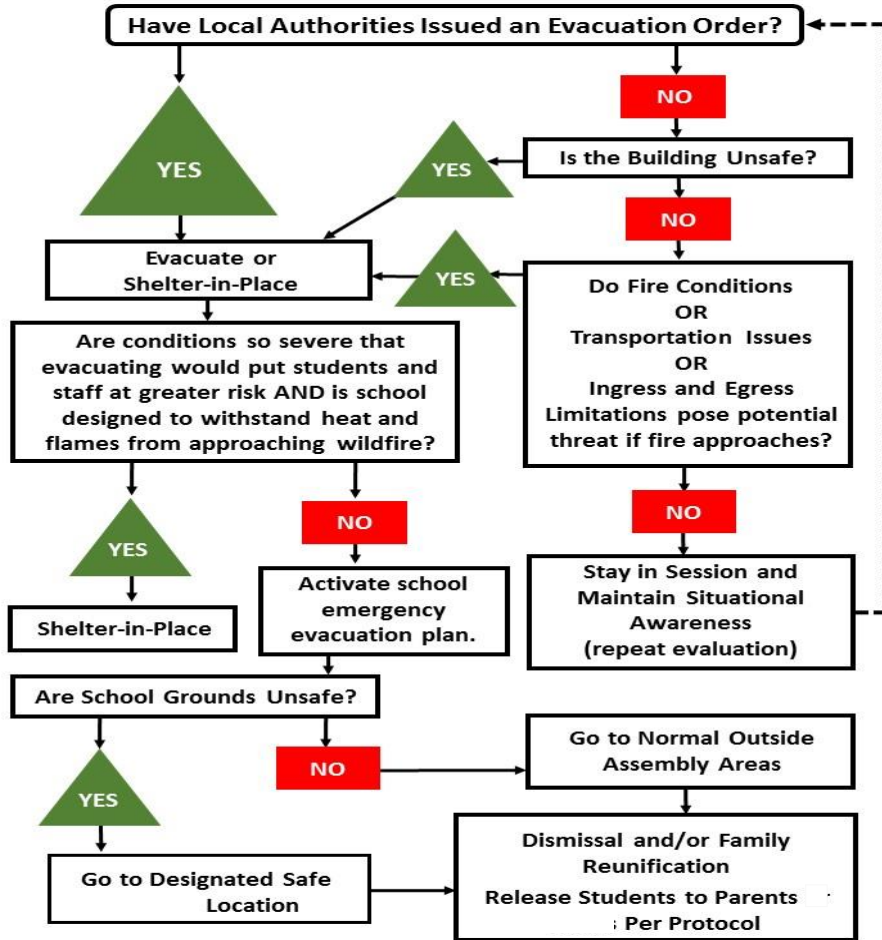 Have Local Authorities Issued an Evacuation Order?
NO
YES
YES
Is the Building Unsafe?
NO
Evacuate or
Shelter-in-Place
YES
Do Fire Conditions
OR
Transportation Issues
OR
Ingress and Egress
Limitations pose potential
threat if fire approaches?
Are conditions so severe that
evacuating would put students and
staff at greater risk AND is school
designed to withstand heat and
flames from approaching wildfire?
YES
NO
NO
Shelter-in-Place
Activate school
emergency
evacuation plan.
Stay in Session and
Maintain Situational
Awareness
(repeat evaluation)
Are School Grounds Unsafe?
YES
NO
Go to Normal Outside
Assembly Areas
Go to Designated Safe
Location
Dismissal and/or Family
Reunification
Release Students to Parents
Per Protocol